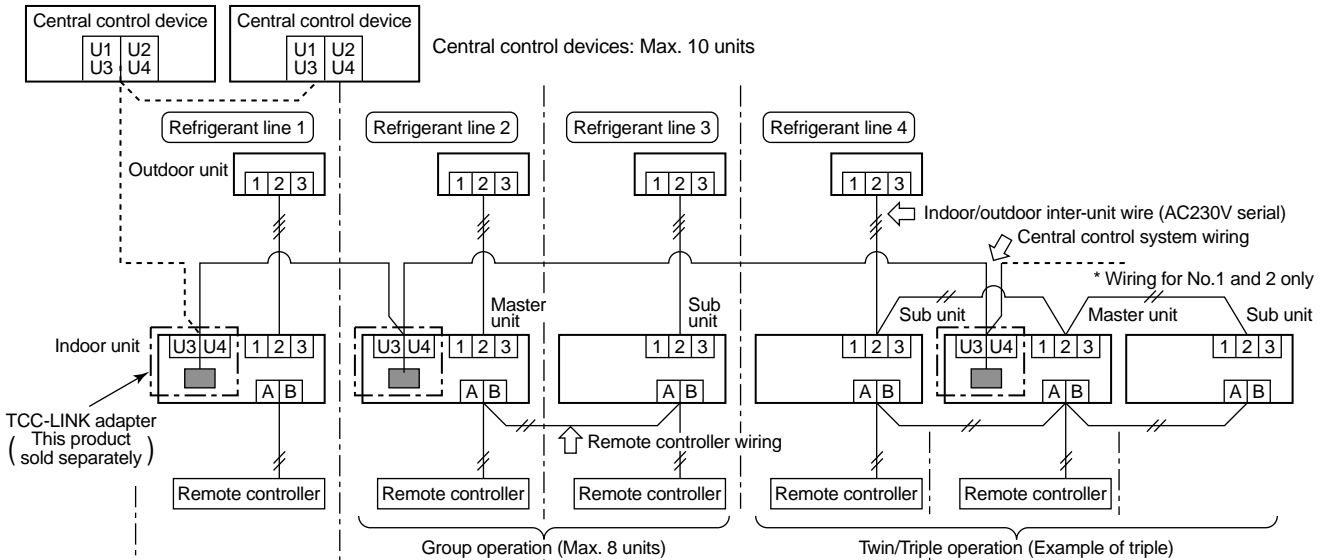 Central control device
Central control device
U1 U2
U3 U4
U1 U2
U3 U4
Central control devices: Max. 10 units
Refrigerant line 1
Refrigerant line 2
Refrigerant line 3
Refrigerant line 4
Outdoor unit
1 2 3
1 2 3
1 2 3
1 2 3
Indoor/outdoor inter-unit wire (AC230V serial)
Central control system wiring
* Wiring for No.1 and 2 only
Master
unit
Sub
unit
Sub unit
Master unit
Sub unit
Indoor unit
U3 U4
1 2 3
U3 U4
1 2 3
1 2 3
1 2 3
U3 U4
1 2 3
1 2 3
A B
A B
A B
A B
A B
A B
TCC-LINK adapter
(This product
sold separately)
Remote controller wiring
Remote controller
Remote controller
Remote controller
Remote controller
Remote controller
Group operation (Max. 8 units)
Twin/Triple operation (Example of triple)